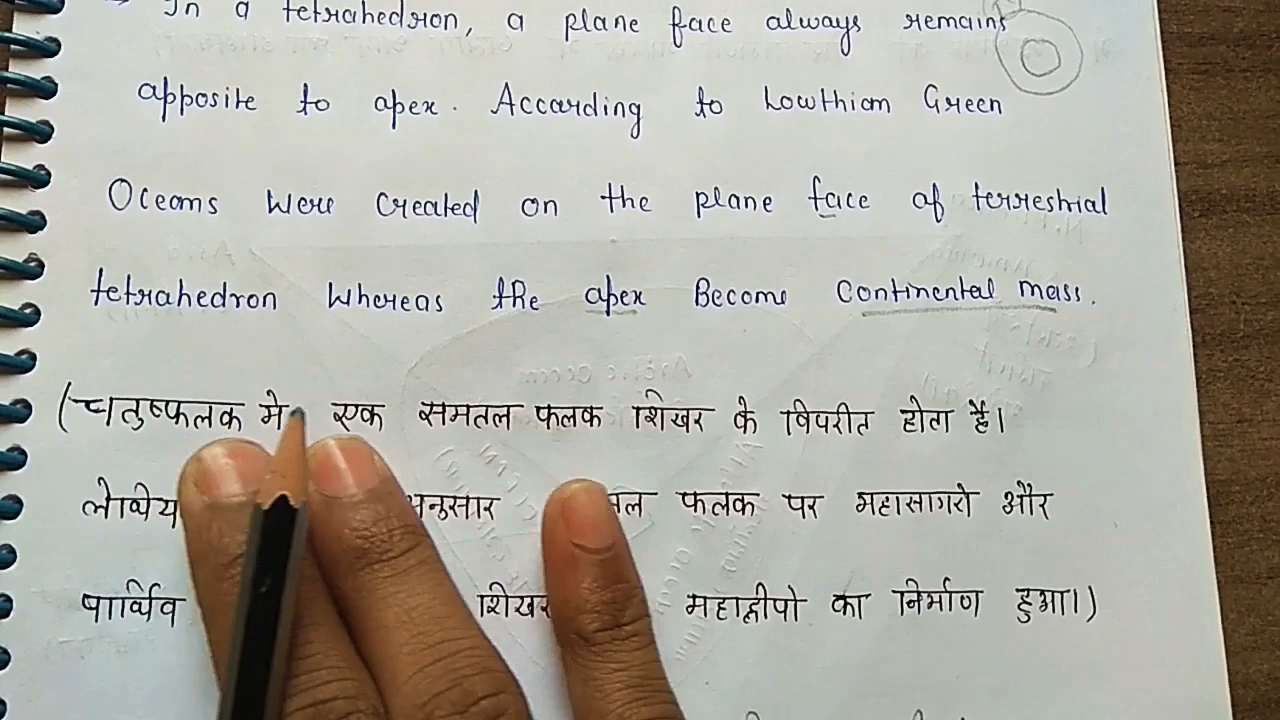 In a tetrahedron, a plane face always remains
apposite to apex. According to Lowthian Green
Oceans were created on the plane face of terrestrial
tetrahedron whereas the apex Become continental mass.
(चतुष्फलक मे एक समतल फलक शिखर के विपरीत होता है।
अनुसार फलक पर महासागरो और
पार्थिव शिखर महाद्वीपो का निर्माण हुआ।)